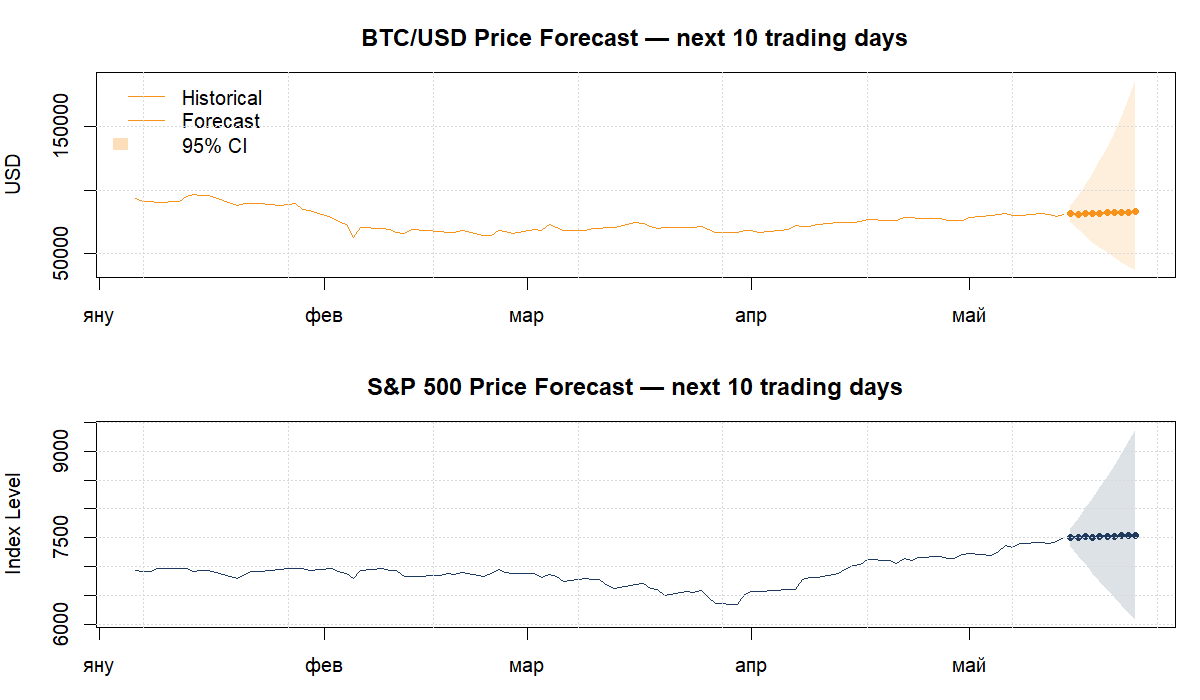 BTC/USD Price Forecast — next 10 trading days
USD
150000
50000
Historical
Forecast
95% CI
яну
фев
мар
апр
май
S&P 500 Price Forecast — next 10 trading days
Index Level
9000
7500
6000
яну
фев
мар
апр
май